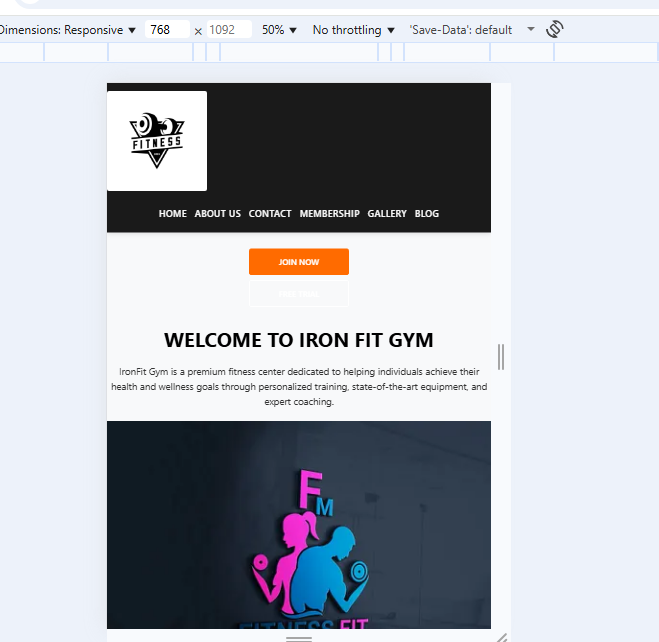 Dimensions: Responsive ▼ 768 × 1092 50% ▼ No throttling ▼ 'Save-Data': default
FITNESS
HOME ABOUT US CONTACT MEMBERSHIP GALLERY BLOG
JOIN NOW
WELCOME TO IRON FIT GYM
IronFit Gym is a premium fitness center dedicated to helping individuals achieve their
health and wellness goals through personalized training, state-of-the-art equipment, and
expert coaching.
F
M
FITNESS FIT